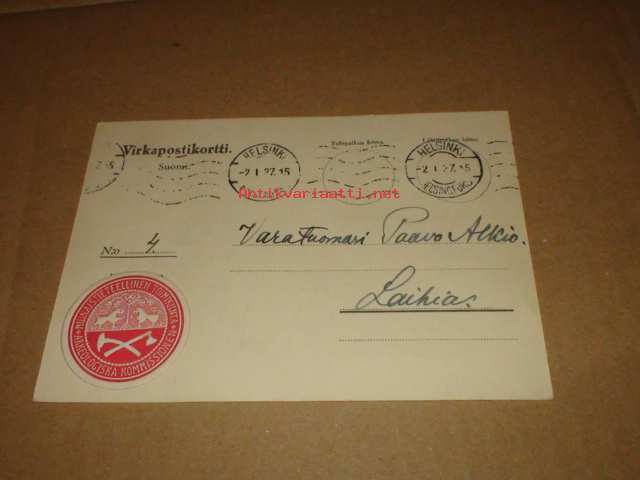 Virkapostikortti.
Suomi.
HELSINKI
-2.I.27.15
HELSINKI
-2.I.27.15
HELSINGFORS
Antikvariaatti.net
N:o 4
Varatuomari Paavo Alkio.
Laihia.
MUINAISTIETEELLINEN TOIMIKUNTA
ARKEOLOGISKA KOMMISSIONEN